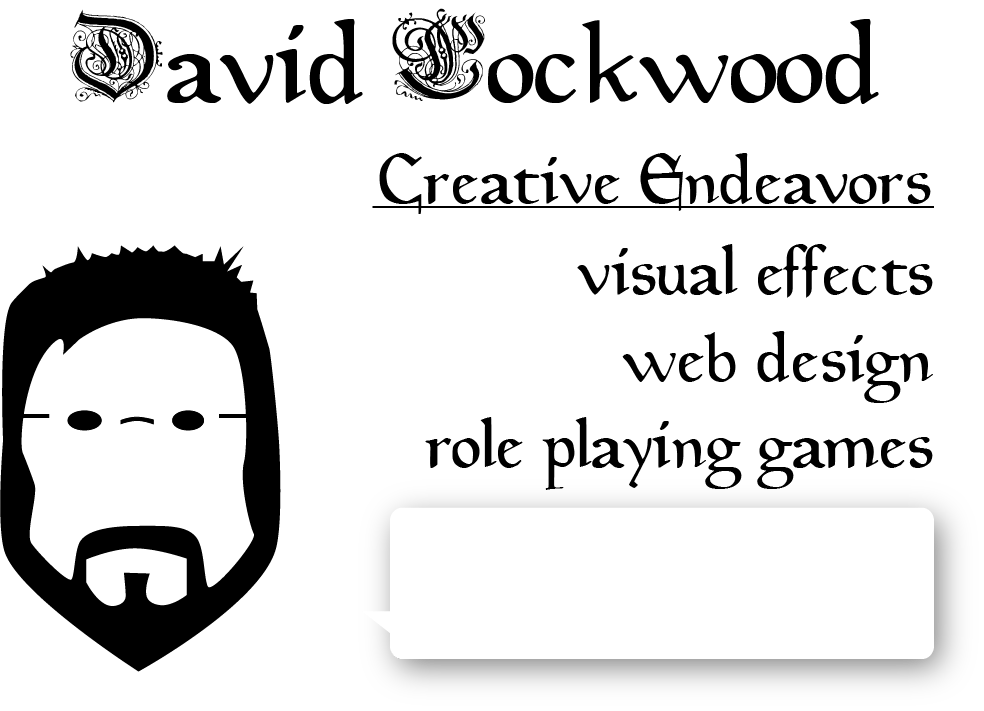 David Lockwood
Creative Endeavors
visual effects
web design
role playing games